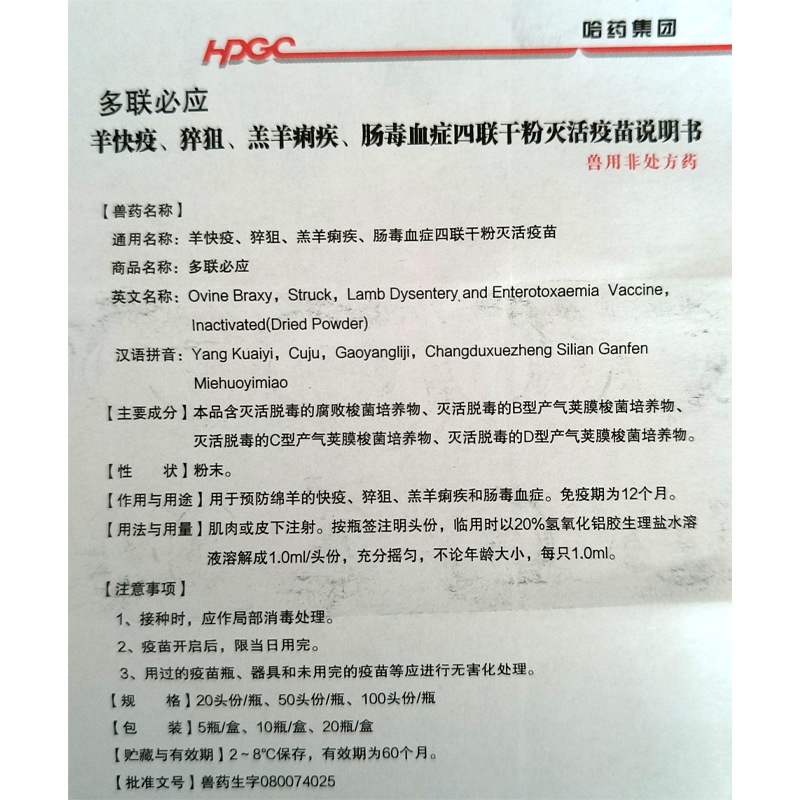 HPGC
哈药集团
多联必应
羊快疫、猝狙、羔羊痢疾、肠毒血症四联干粉灭活疫苗说明书
兽用非处方药
【兽药名称】
通用名称：羊快疫、猝狙、羔羊痢疾、肠毒血症四联干粉灭活疫苗
商品名称：多联必应
英文名称：Ovine Braxy，Struck，Lamb Dysentery and Enterotoxaemia Vaccine，
Inactivated(Dried Powder)
汉语拼音：Yang Kuaiyi，Cuju，Gaoyangliji，Changduxuezheng Silian Ganfen
Miehuoyimiao
【主要成分】本品含灭活脱毒的腐败梭菌培养物、灭活脱毒的B型产气荚膜梭菌培养物、
灭活脱毒的C型产气荚膜梭菌培养物、灭活脱毒的D型产气荚膜梭菌培养物。
【性　　状】粉末。
【作用与用途】用于预防绵羊的快疫、猝狙、羔羊痢疾和肠毒血症。免疫期为12个月。
【用法与用量】肌肉或皮下注射。按瓶签注明头份，临用时以20%氢氧化铝胶生理盐水溶
液溶解成1.0ml/头份，充分摇匀，不论年龄大小，每只1.0ml。
【注意事项】
1、接种时，应作局部消毒处理。
2、疫苗开启后，限当日用完。
3、用过的疫苗瓶、器具和未用完的疫苗等应进行无害化处理。
【规　　格】20头份/瓶、50头份/瓶、100头份/瓶
【包　　装】5瓶/盒、10瓶/盒、20瓶/盒
【贮藏与有效期】2～8℃保存，有效期为60个月。
【批准文号】兽药生字080074025